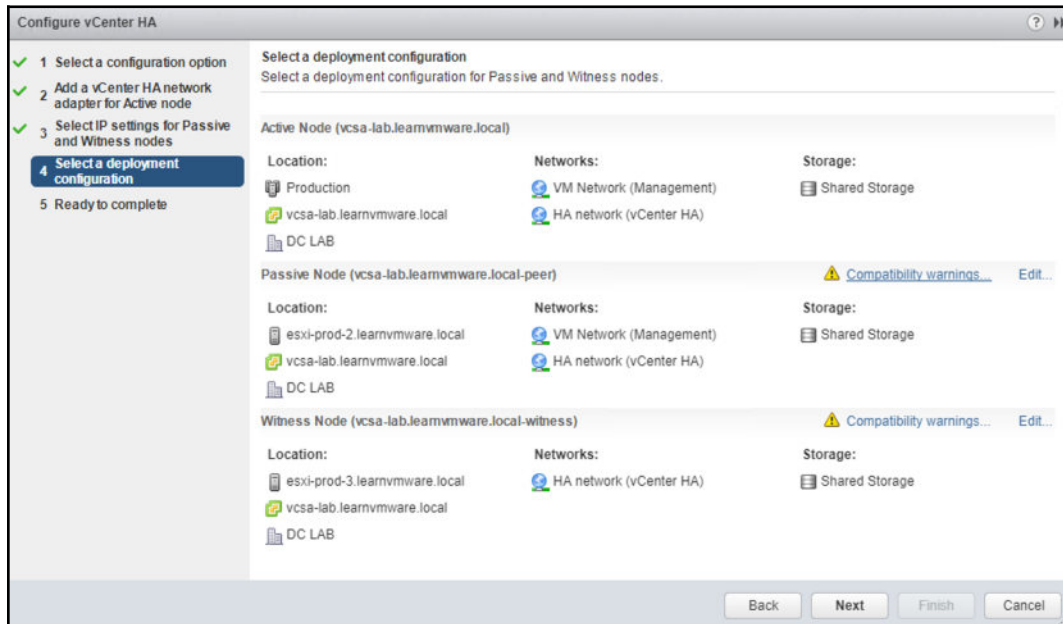 Configure vCenter HA
?
1 Select a configuration option
2 Add a vCenter HA network
adapter for Active node
3 Select IP settings for Passive
and Witness nodes
4 Select a deployment
configuration
5 Ready to complete
Select a deployment configuration
Select a deployment configuration for Passive and Witness nodes.
Active Node (vcsa-lab.learnvmware.local)
Location: Networks: Storage:
Production VM Network (Management) Shared Storage
vcsa-lab.learnvmware.local HA network (vCenter HA)
DC LAB
Passive Node (vcsa-lab.learnvmware.local-peer) Compatibility warnings... Edit...
Location: Networks: Storage:
esxi-prod-2.learnvmware.local VM Network (Management) Shared Storage
vcsa-lab.learnvmware.local HA network (vCenter HA)
DC LAB
Witness Node (vcsa-lab.learnvmware.local-witness) Compatibility warnings... Edit...
Location: Networks: Storage:
esxi-prod-3.learnvmware.local HA network (vCenter HA) Shared Storage
vcsa-lab.learnvmware.local
DC LAB
Back Next Finish Cancel